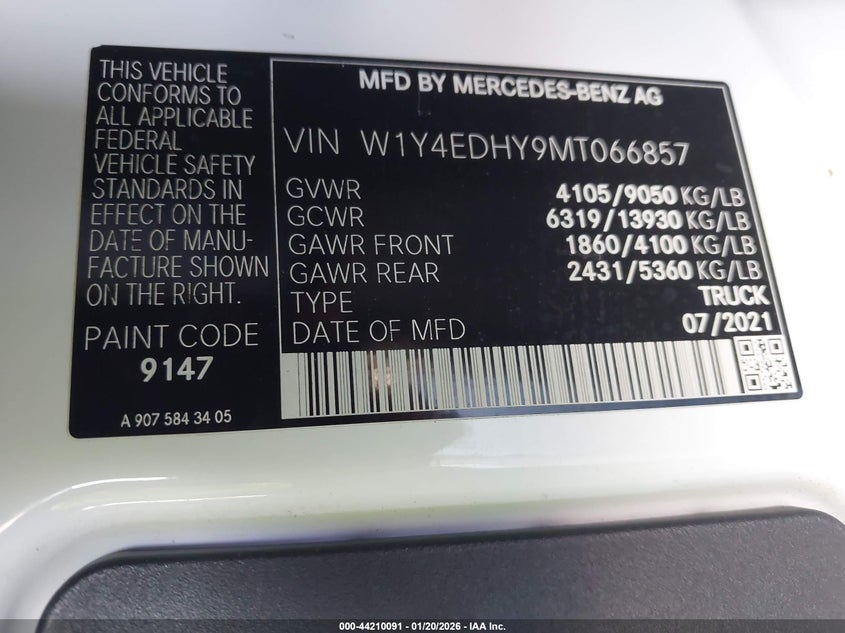 THIS VEHICLE
CONFORMS TO
ALL APPLICABLE
FEDERAL
VEHICLE SAFETY
STANDARDS IN
EFFECT ON THE
DATE OF MANU-
FACTURE SHOWN
ON THE RIGHT.
PAINT CODE
9147
A 907 584 34 05
MFD BY MERCEDES-BENZ AG
VIN W1Y4EDHY9MT066857
GVWR 4105/9050 KG/LB
GCWR 6319/13930 KG/LB
GAWR FRONT 1860/4100 KG/LB
GAWR REAR 2431/5360 KG/LB
TYPE TRUCK
DATE OF MFD 07/2021
000-44210091 - 01/20/2026 - IAA Inc.